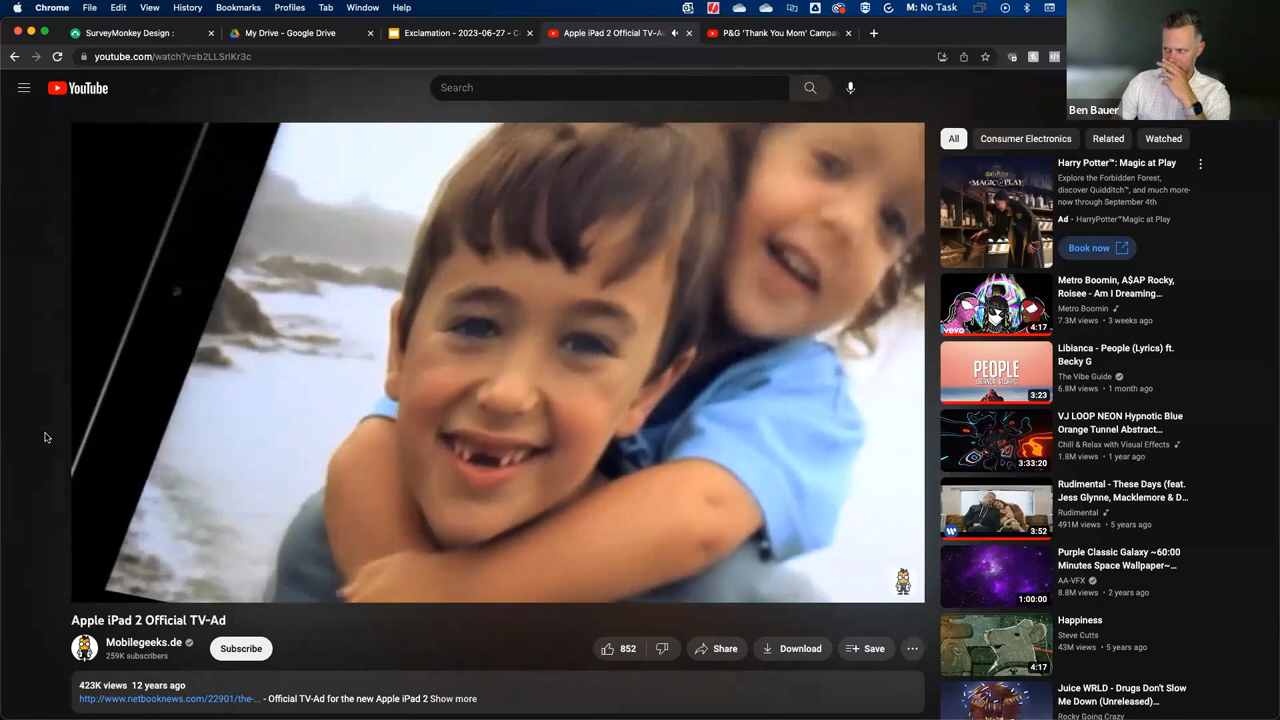 Chrome File Edit View History Bookmarks Profiles Tab Window Help M: No Task
SurveyMonkey Design : × My Drive - Google Drive × Exclamation - 2023-06-27 - C × Apple iPad 2 Official TV-A × P&G 'Thank You Mom' Campa ×
youtube.com/watch?v=b2LLSrIKr3c
YouTube
Search
Ben Bauer
All Consumer Electronics Related Watched
MAGIC PLAY
Harry Potter™: Magic at Play
Explore the Forbidden Forest,
discover Quidditch™, and much more-
now through September 4th
Ad • HarryPotter™Magic at Play
Book now
vevo
4:17
Metro Boomin, A$AP Rocky,
Roisee - Am I Dreaming...
Metro Boomin
7.3M views • 3 weeks ago
PEOPLE
3:23
Libianca - People (Lyrics) ft.
Becky G
The Vibe Guide
6.8M views • 1 month ago
3:33:20
VJ LOOP NEON Hypnotic Blue
Orange Tunnel Abstract...
Chill & Relax with Visual Effects
1.8M views • 1 year ago
3:52
Rudimental - These Days (feat.
Jess Glynne, Macklemore & D...
Rudimental
491M views • 5 years ago
1:00:00
Purple Classic Galaxy ~60:00
Minutes Space Wallpaper~...
AA-VFX
8.8M views • 2 years ago
4:17
Happiness
Steve Cutts
43M views • 5 years ago
Juice WRLD - Drugs Don't Slow
Me Down (Unreleased)...
Rocky Going Crazy
Apple iPad 2 Official TV-Ad
Mobilegeeks.de
259K subscribers
Subscribe
852
Share
Download
Save
423K views 12 years ago
http://www.netbooknews.com/22901/the-... - Official TV-Ad for the new Apple iPad 2 Show more